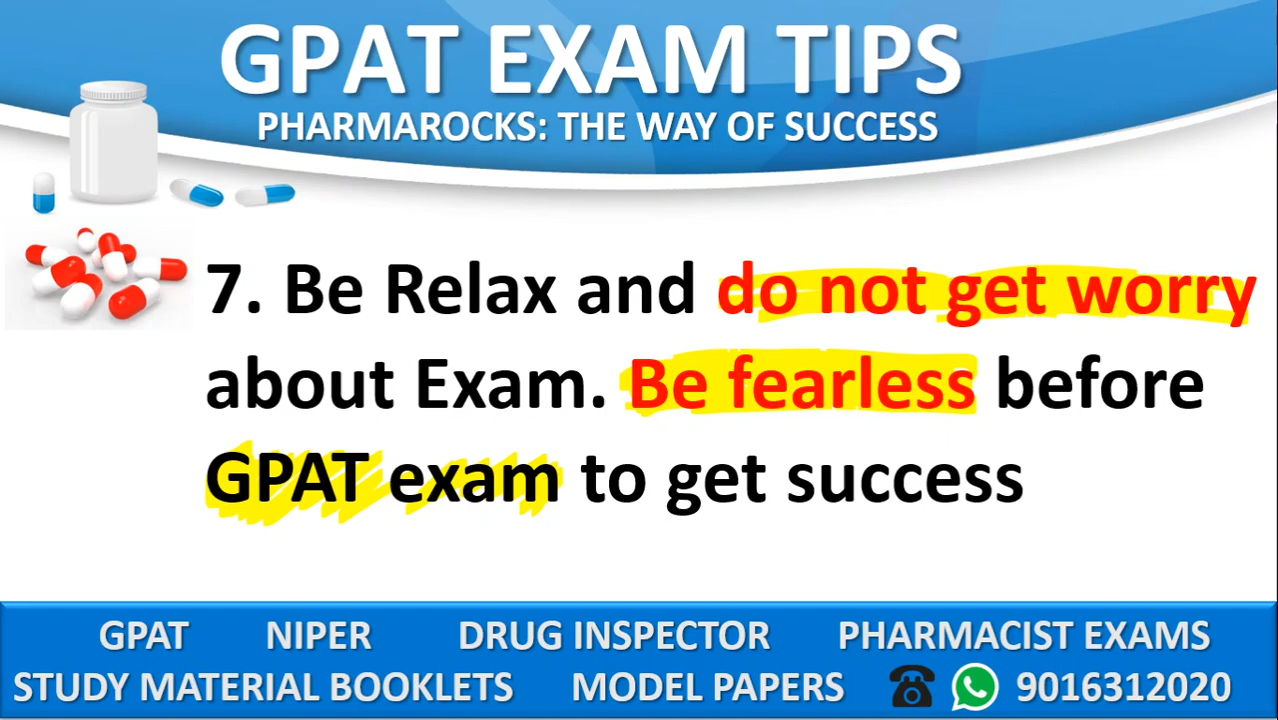 GPAT EXAM TIPS
PHARMAROCKS: THE WAY OF SUCCESS
7. Be Relax and do not get worry
about Exam. Be fearless before
GPAT exam to get success
GPAT NIPER DRUG INSPECTOR PHARMACIST EXAMS
STUDY MATERIAL BOOKLETS MODEL PAPERS 9016312020